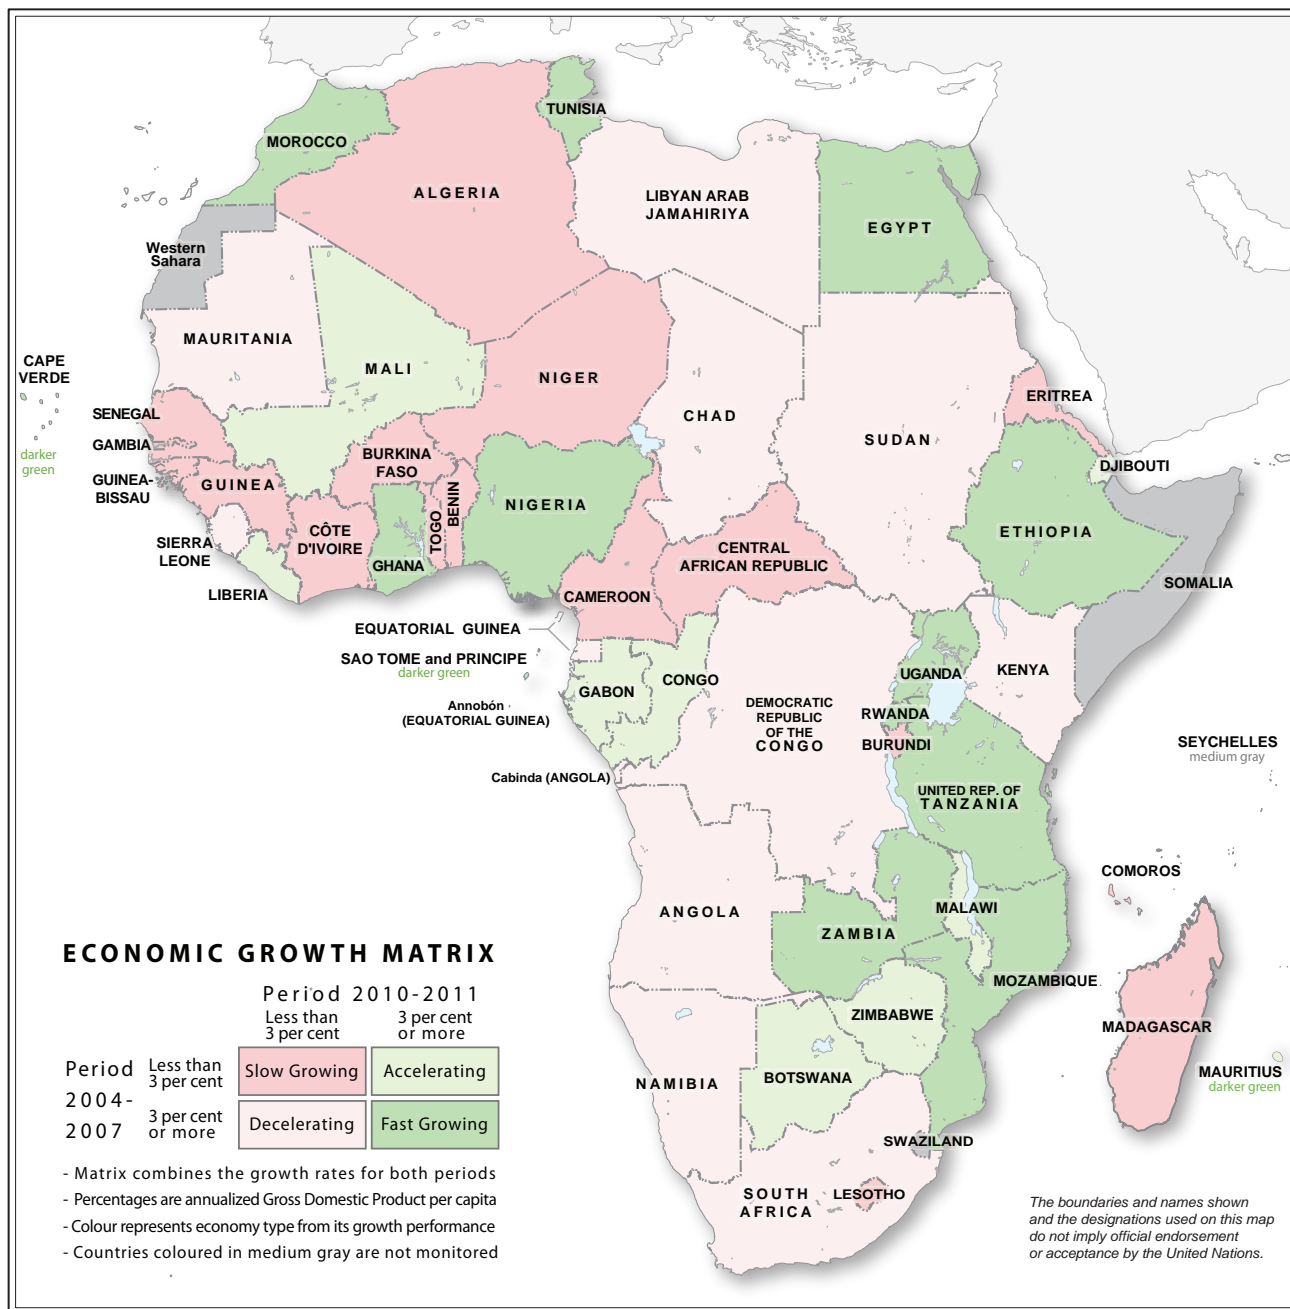 MOROCCO
TUNISIA
ALGERIA
LIBYAN ARAB
JAMAHIRIYA
EGYPT
Western
Sahara
MAURITANIA
MALI
NIGER
CHAD
SUDAN
ERITREA
CAPE
VERDE
darker
green
SENEGAL
GAMBIA
GUINEA-
BISSAU
GUINEA
BURKINA
FASO
DJIBOUTI
SIERRA
LEONE
LIBERIA
CÔTE
D'IVOIRE
GHANA
TOGO
BENIN
NIGERIA
ETHIOPIA
CENTRAL
AFRICAN REPUBLIC
SOMALIA
CAMEROON
EQUATORIAL GUINEA
SAO TOME and PRINCIPE
darker green
GABON
CONGO
Annobón
(EQUATORIAL GUINEA)
UGANDA
KENYA
DEMOCRATIC
REPUBLIC
OF THE
CONGO
RWANDA
BURUNDI
SEYCHELLES
medium gray
Cabinda (ANGOLA)
UNITED REP. OF
TANZANIA
COMOROS
ANGOLA
ZAMBIA
MALAWI
MOZAMBIQUE
ZIMBABWE
MADAGASCAR
NAMIBIA
BOTSWANA
MAURITIUS
darker green
SWAZILAND
SOUTH
AFRICA
LESOTHO
ECONOMIC GROWTH MATRIX
Period 2010-2011
Less than
3 per cent
3 per cent
or more
Period
2004-
2007
Less than
3 per cent
Slow Growing
Accelerating
3 per cent
or more
Decelerating
Fast Growing
- Matrix combines the growth rates for both periods
- Percentages are annualized Gross Domestic Product per capita
- Colour represents economy type from its growth performance
- Countries coloured in medium gray are not monitored
The boundaries and names shown
and the designations used on this map
do not imply official endorsement
or acceptance by the United Nations.